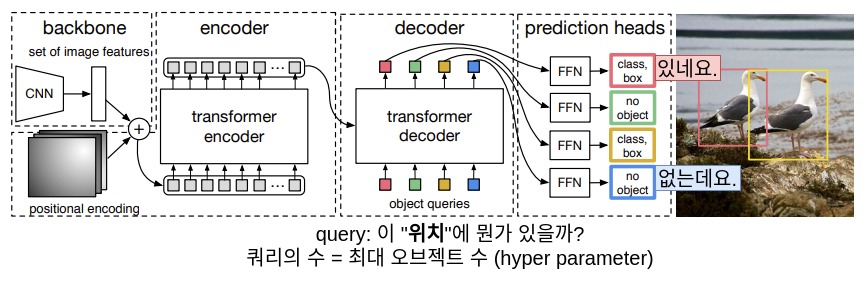 backbone
set of image features
CNN
+
positional encoding
encoder
...
transformer
encoder
decoder
transformer
decoder
object queries
prediction heads
FFN
class,
box
있네요.
FFN
no
object
FFN
class,
box
FFN
no
object
없는데요.
query: 이 "위치"에 뭔가 있을까?
쿼리의 수 = 최대 오브젝트 수 (hyper parameter)